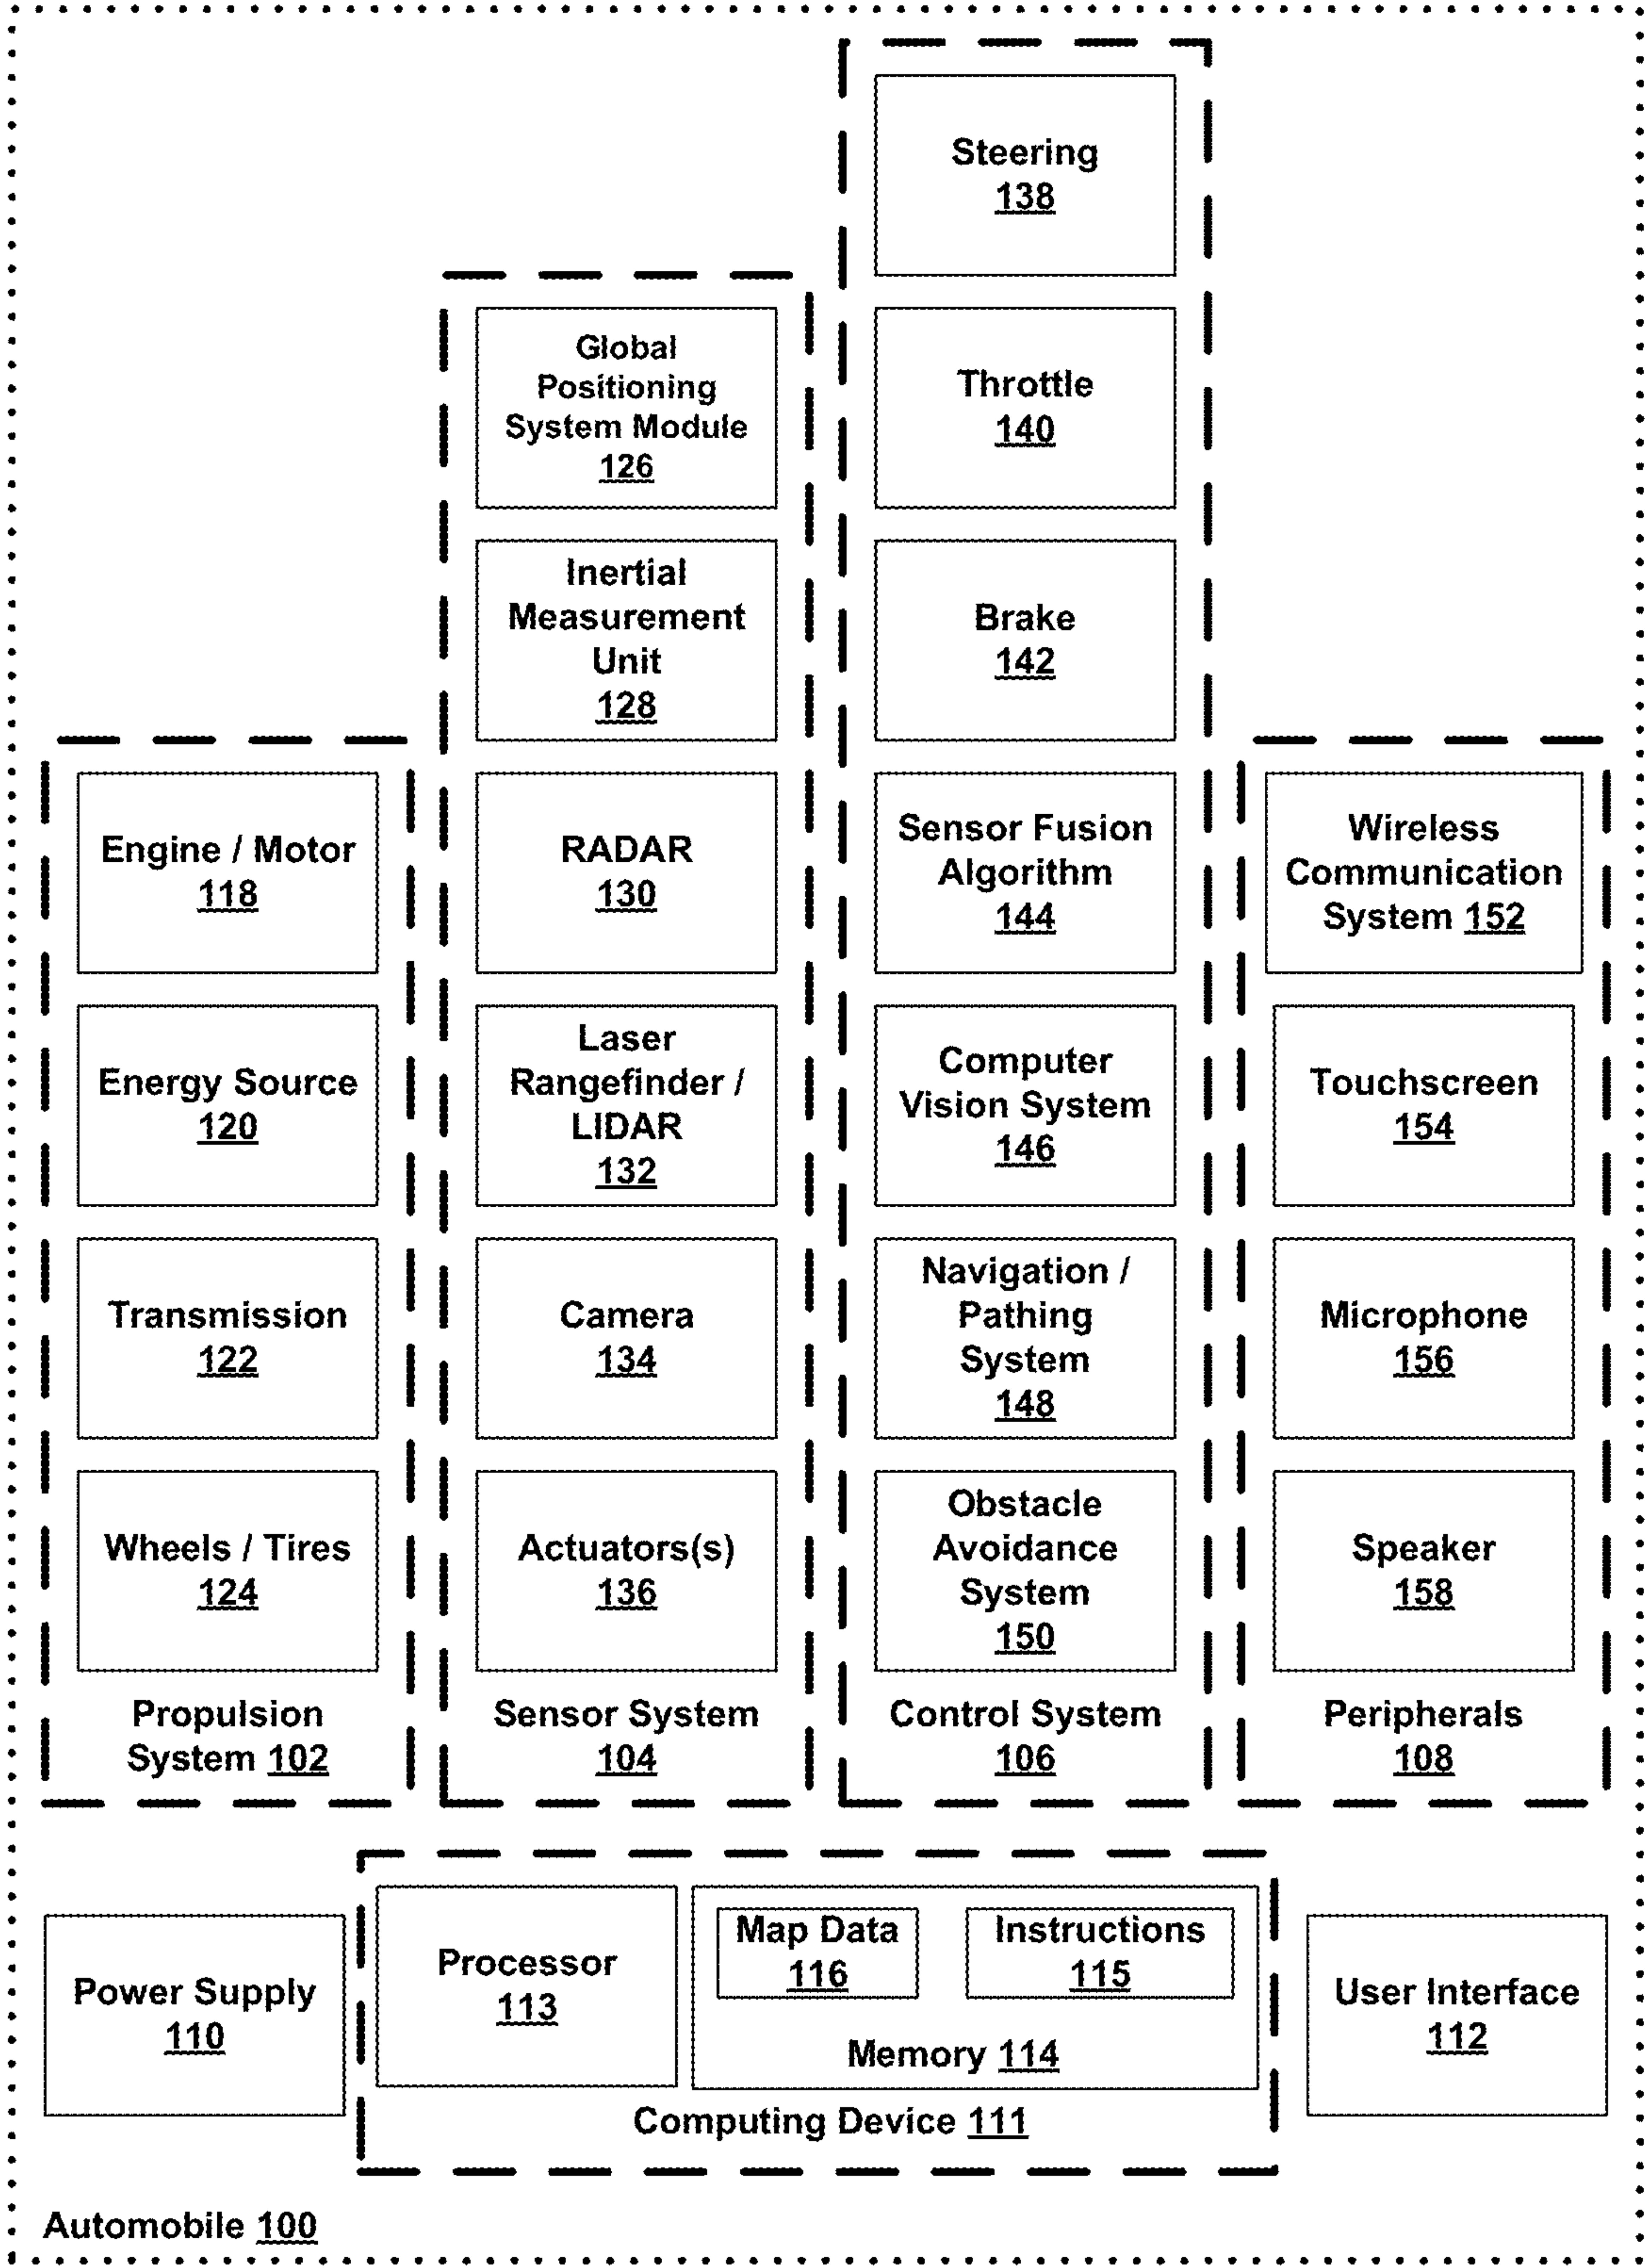 Steering
138
Throttle
140
Brake
142
Sensor Fusion
Algorithm
144
Computer
Vision System
146
Navigation /
Pathing
System
148
Obstacle
Avoidance
System
150
Control System
106
Global
Positioning
System Module
126
Inertial
Measurement
Unit
128
RADAR
130
Laser
Rangefinder /
LIDAR
132
Camera
134
Actuators(s)
136
Sensor System
104
Engine / Motor
118
Energy Source
120
Transmission
122
Wheels / Tires
124
Propulsion
System 102
Wireless
Communication
System 152
Touchscreen
154
Microphone
156
Speaker
158
Peripherals
108
Power Supply
110
Processor
113
Map Data
116
Instructions
115
Memory 114
Computing Device 111
User Interface
112
Automobile 100